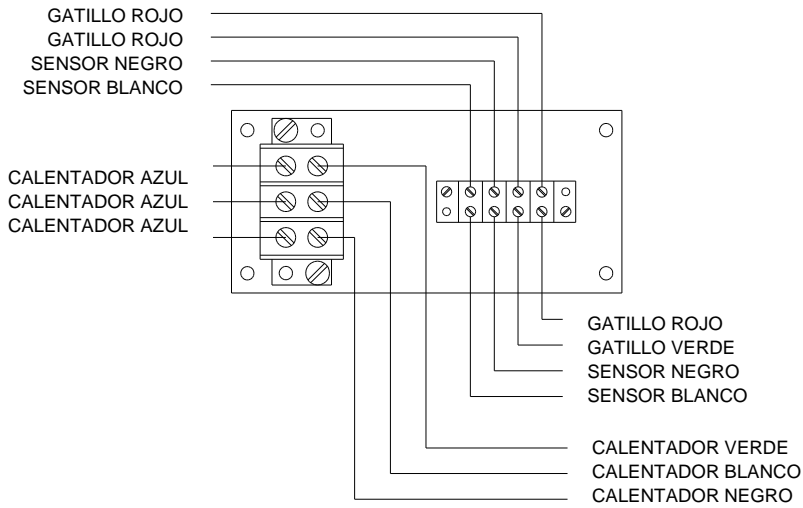 GATILLO ROJO
GATILLO ROJO
SENSOR NEGRO
SENSOR BLANCO
CALENTADOR AZUL
CALENTADOR AZUL
CALENTADOR AZUL
GATILLO ROJO
GATILLO VERDE
SENSOR NEGRO
SENSOR BLANCO
CALENTADOR VERDE
CALENTADOR BLANCO
CALENTADOR NEGRO